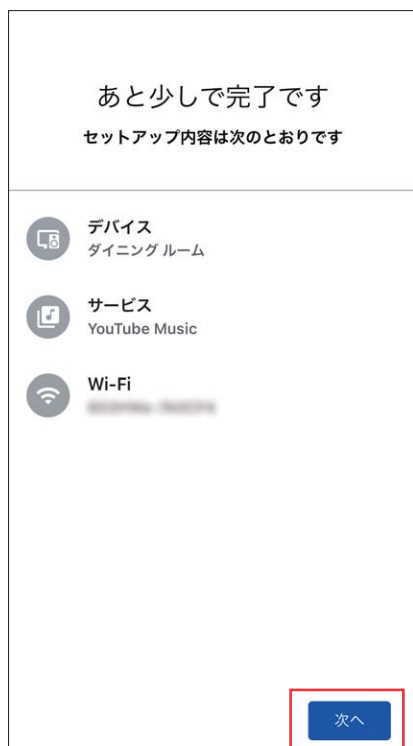 あと少しで完了です
セットアップ内容は次のとおりです
デバイス
ダイニング ルーム
サービス
YouTube Music
Wi-Fi
次へ